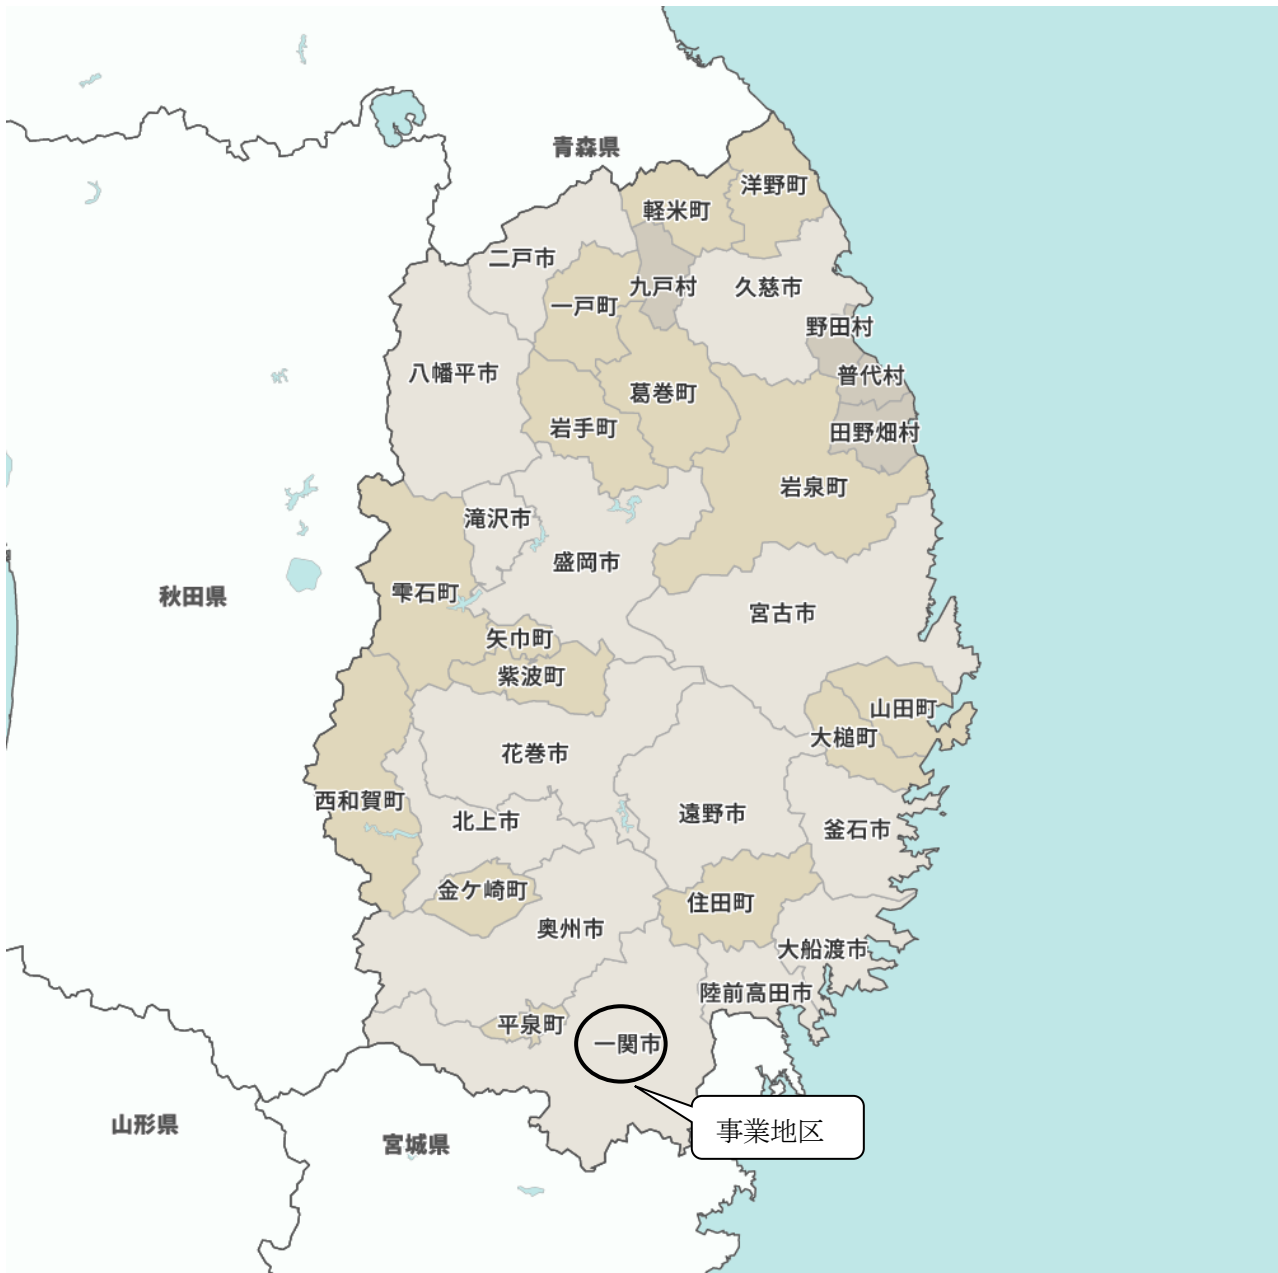 青森県
洋野町
軽米町
二戸市
九戸村
久慈市
一戸町
野田村
八幡平市
普代村
葛巻町
岩手町
田野畑村
岩泉町
滝沢市
盛岡市
雫石町
秋田県
宮古市
矢巾町
紫波町
山田町
大槌町
花巻市
西和賀町
遠野市
北上市
釜石市
金ケ崎町
住田町
奥州市
大船渡市
陸前高田市
平泉町
一関市
山形県
事業地区
宮城県